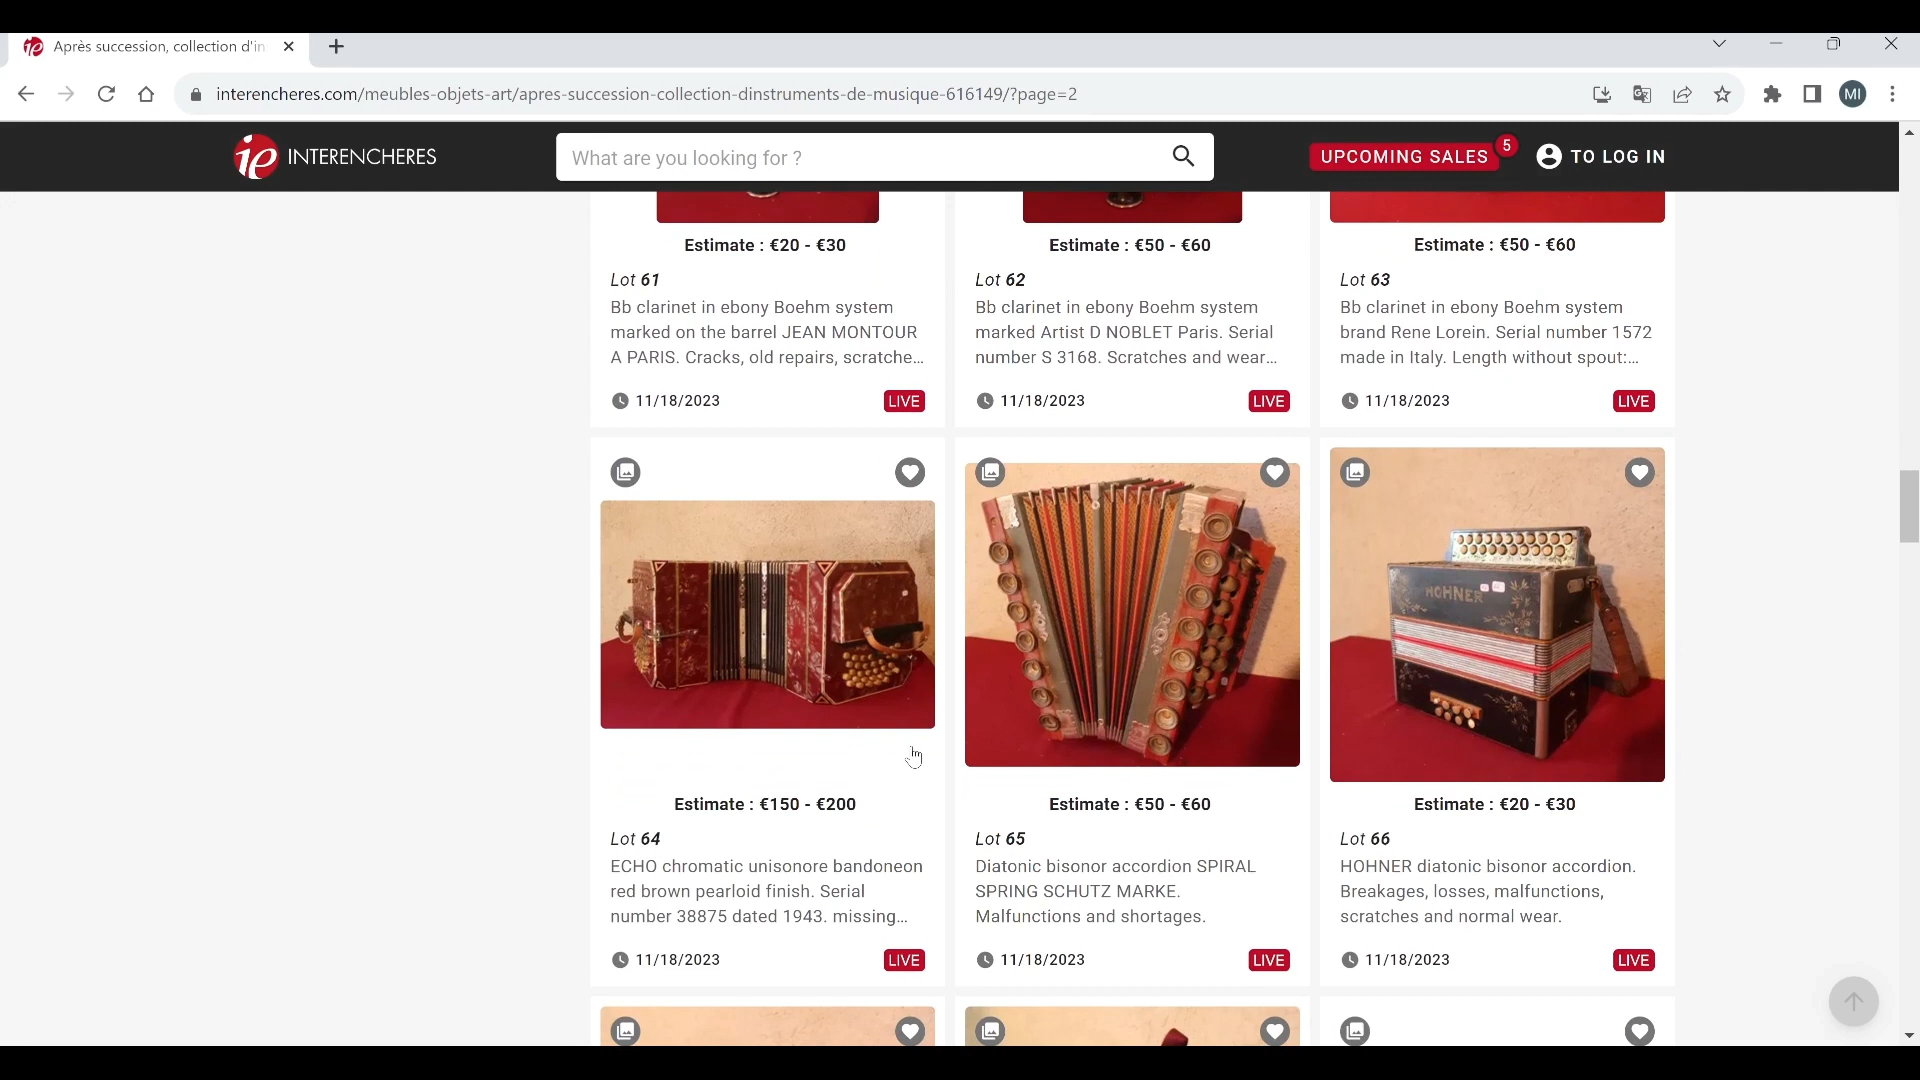 Après succession, collection d'in
interencheres.com/meubles-objets-art/apres-succession-collection-dinstruments-de-musique-616149/?page=2
MI
ie INTERENCHERES
What are you looking for ?
UPCOMING SALES 5
TO LOG IN
Estimate : €20 - €30
Lot 61
Bb clarinet in ebony Boehm system
marked on the barrel JEAN MONTOUR
A PARIS. Cracks, old repairs, scratche...
11/18/2023 LIVE
Estimate : €50 - €60
Lot 62
Bb clarinet in ebony Boehm system
marked Artist D NOBLET Paris. Serial
number S 3168. Scratches and wear...
11/18/2023 LIVE
Estimate : €50 - €60
Lot 63
Bb clarinet in ebony Boehm system
brand Rene Lorein. Serial number 1572
made in Italy. Length without spout:...
11/18/2023 LIVE
Estimate : €150 - €200
Lot 64
ECHO chromatic unisonore bandoneon
red brown pearloid finish. Serial
number 38875 dated 1943. missing...
11/18/2023 LIVE
Estimate : €50 - €60
Lot 65
Diatonic bisonor accordion SPIRAL
SPRING SCHUTZ MARKE.
Malfunctions and shortages.
11/18/2023 LIVE
HOHNER
Estimate : €20 - €30
Lot 66
HOHNER diatonic bisonor accordion.
Breakages, losses, malfunctions,
scratches and normal wear.
11/18/2023 LIVE